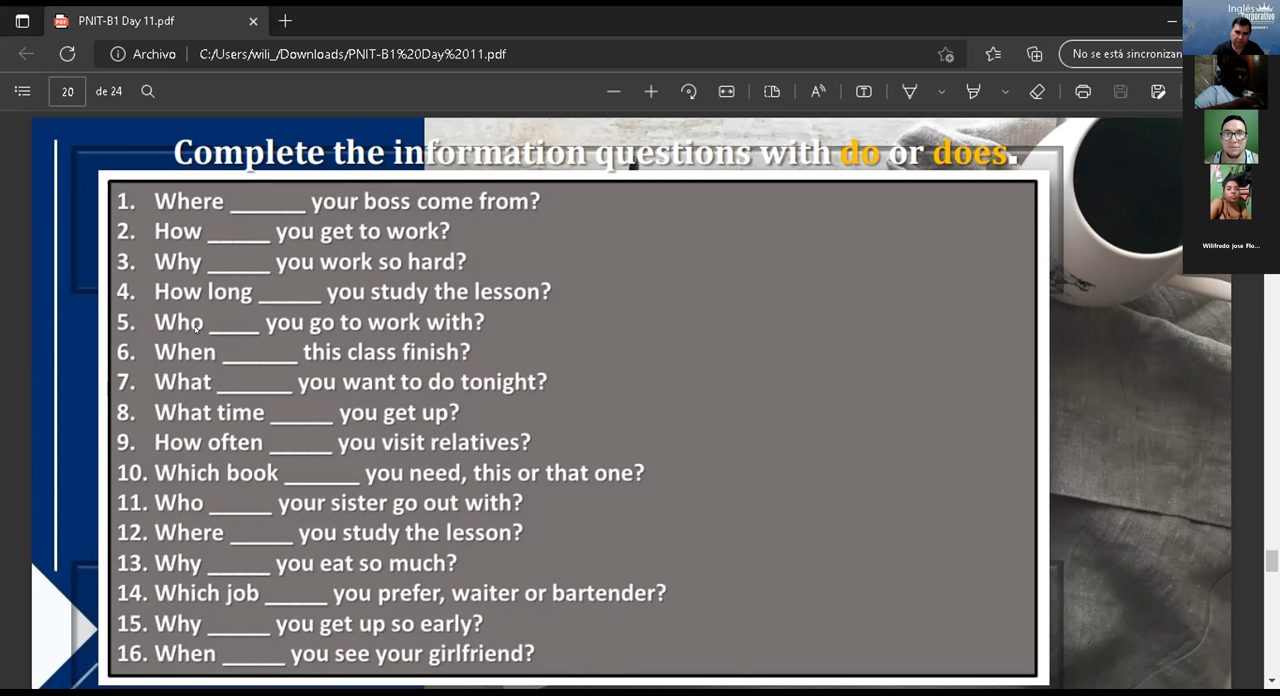 PNIT-B1 Day 11.pdf
Archivo
C:/Users/wili_/Downloads/PNIT-B1%20Day%2011.pdf
No se está sincronizan
20 de 24
Inglés
Corporativo
Complete the information questions with do or does.
1. Where ______ your boss come from?
2. How _____ you get to work?
3. Why _____ you work so hard?
4. How long _____ you study the lesson?
5. Who ____ you go to work with?
6. When ______ this class finish?
7. What ______ you want to do tonight?
8. What time _____ you get up?
9. How often _____ you visit relatives?
10. Which book ______ you need, this or that one?
11. Who _____ your sister go out with?
12. Where _____ you study the lesson?
13. Why _____ you eat so much?
14. Which job _____ you prefer, waiter or bartender?
15. Why _____ you get up so early?
16. When _____ you see your girlfriend?
Wilifredo jose Flo...